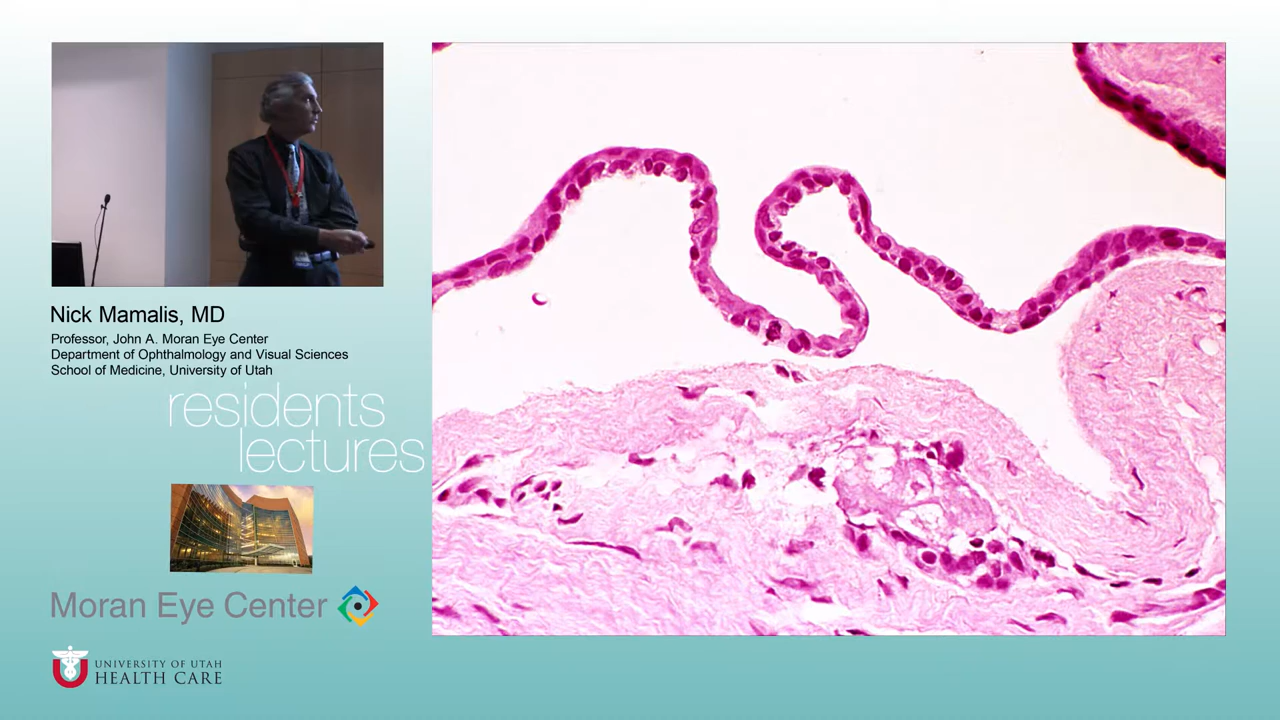 Nick Mamalis, MD
Professor, John A. Moran Eye Center
Department of Ophthalmology and Visual Sciences
School of Medicine, University of Utah
residents
lectures
Moran Eye Center
UNIVERSITY OF UTAH
HEALTH CARE